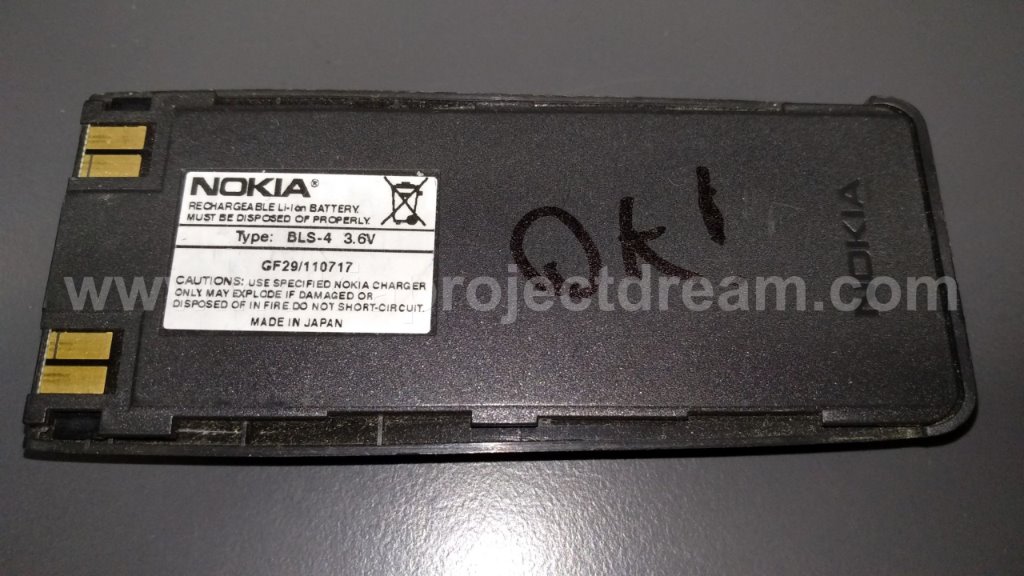 NOKIA®
RECHARGEABLE Li-Ion BATTERY.
MUST BE DISPOSED OF PROPERLY.
Type: BLS-4 3.6V
GF29/110717
CAUTIONS: USE SPECIFIED NOKIA CHARGER
ONLY MAY EXPLODE IF DAMAGED OR
DISPOSED OF IN FIRE. DO NOT SHORT-CIRCUIT.
MADE IN JAPAN
QK1
NOKIA
projectdream.com